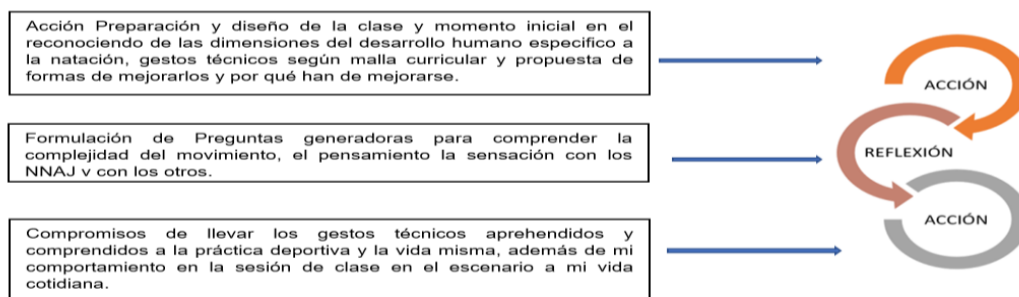 Acción Preparación y diseño de la clase y momento inicial en el
reconociendo de las dimensiones del desarrollo humano especifico a
la natación, gestos técnicos según malla curricular y propuesta de
formas de mejorarlos y por qué han de mejorarse.
ACCIÓN
Formulación de Preguntas generadoras para comprender la
complejidad del movimiento, el pensamiento la sensación con los
NNAJ v con los otros.
REFLEXIÓN
Compromisos de llevar los gestos técnicos aprehendidos y
comprendidos a la práctica deportiva y la vida misma, además de mi
comportamiento en la sesión de clase en el escenario a mi vida
cotidiana.
ACCIÓN